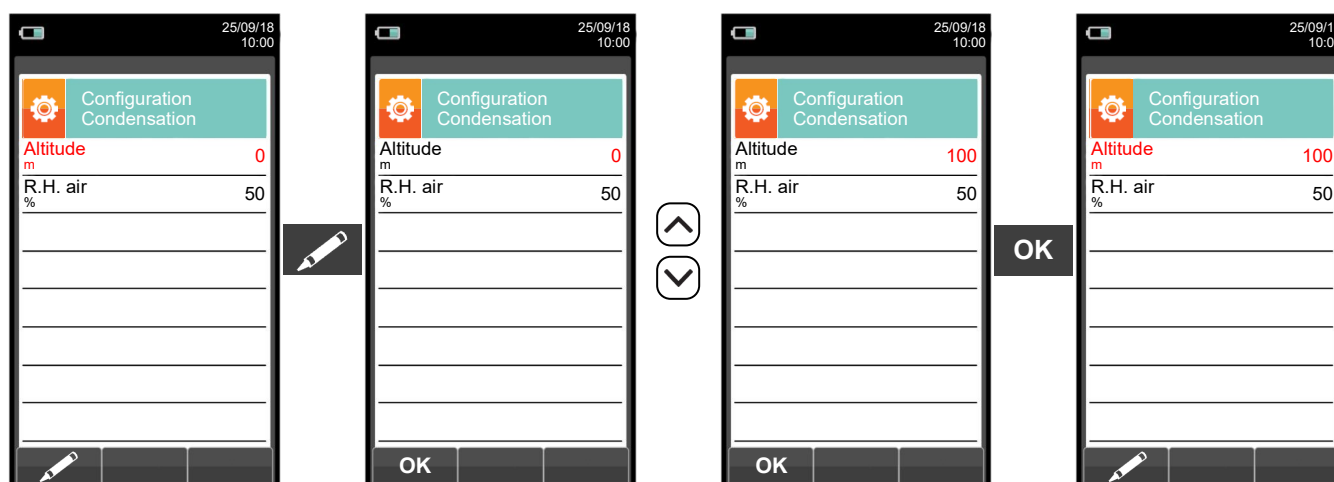 25/09/18
10:00
Configuration
Condensation
Altitude
m
0
R.H. air
%
50
25/09/18
10:00
Configuration
Condensation
Altitude
m
0
R.H. air
%
50
OK
25/09/18
10:00
Configuration
Condensation
Altitude
m
100
R.H. air
%
50
OK
OK
25/09/1
10:0
Configuration
Condensation
Altitude
m
100
R.H. air
%
50